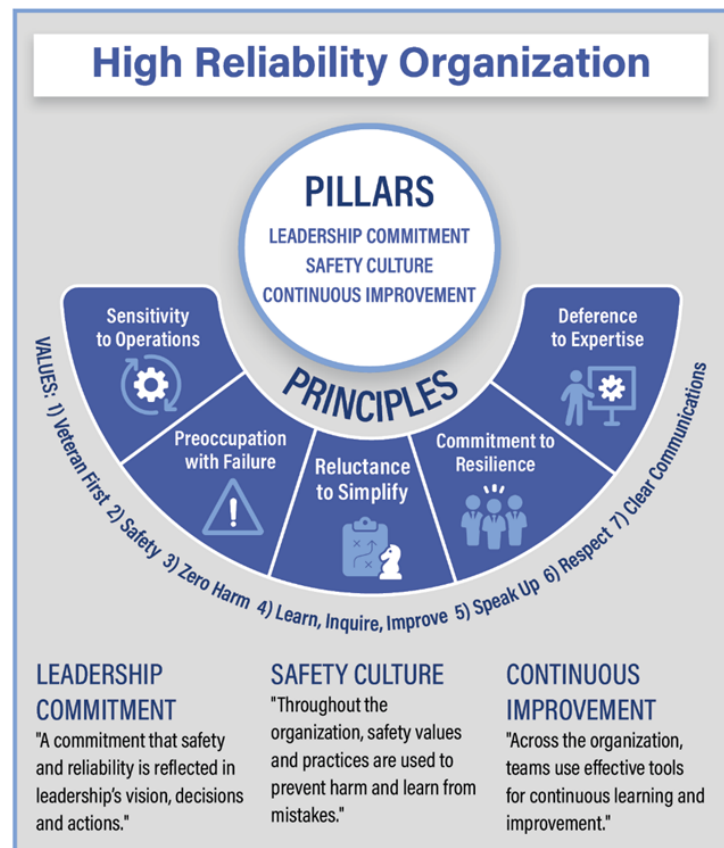 High Reliability Organization
PILLARS
LEADERSHIP COMMITMENT
SAFETY CULTURE
CONTINUOUS IMPROVEMENT
PRINCIPLES
Sensitivity
to Operations
Preoccupation
with Failure
Reluctance
to Simplify
Commitment to
Resilience
Deference
to Expertise
VALUES: 1) Veteran First 2) Safety 3) Zero Harm 4) Learn, Inquire, Improve 5) Speak Up 6) Respect 7) Clear Communications
LEADERSHIP
COMMITMENT
"A commitment that safety
and reliability is reflected in
leadership's vision, decisions
and actions."
SAFETY CULTURE
"Throughout the
organization, safety values
and practices are used to
prevent harm and learn from
mistakes."
CONTINUOUS
IMPROVEMENT
"Across the organization,
teams use effective tools
for continuous learning and
improvement."